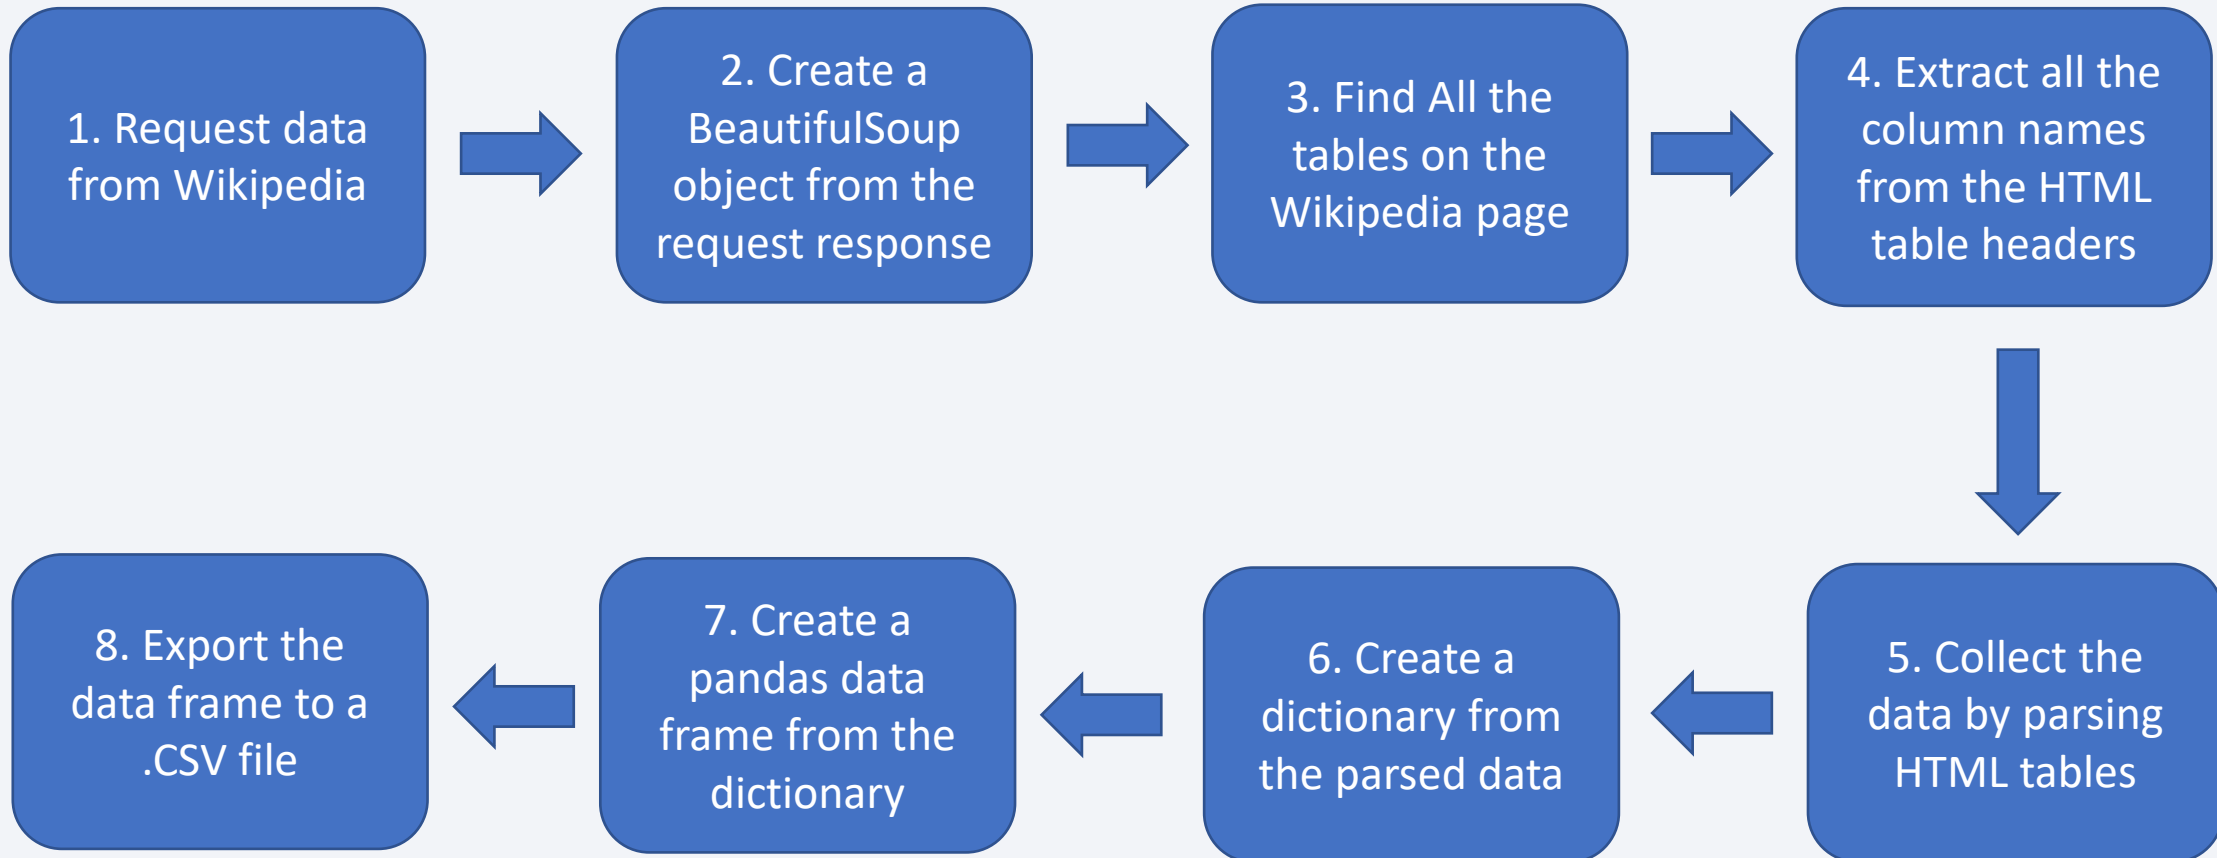 1. Request data
from Wikipedia
2. Create a
BeautifulSoup
object from the
request response
3. Find All the
tables on the
Wikipedia page
4. Extract all the
column names
from the HTML
table headers
5. Collect the
data by parsing
HTML tables
6. Create a
dictionary from
the parsed data
7. Create a
pandas data
frame from the
dictionary
8. Export the
data frame to a
.CSV file